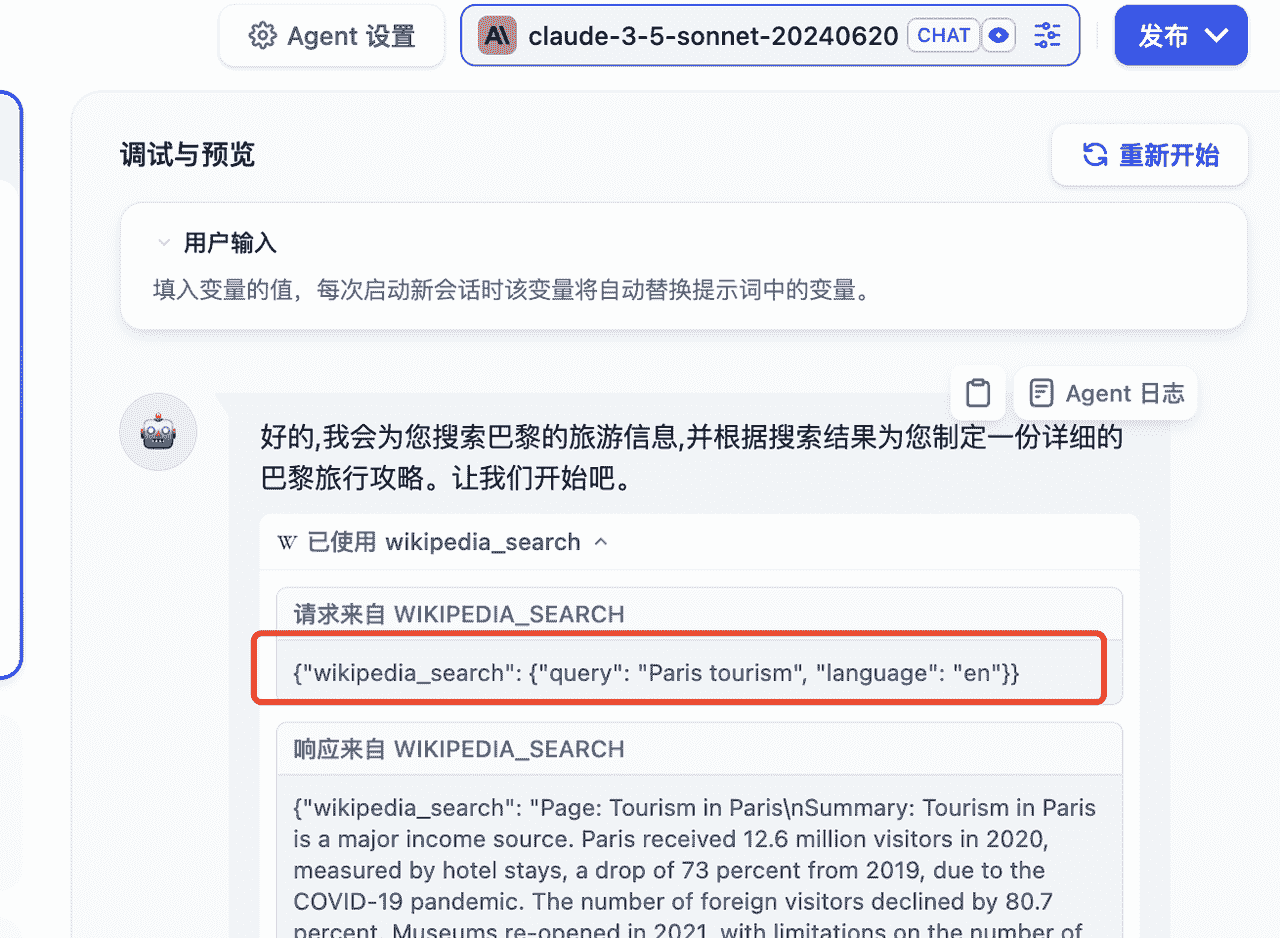 Agent 设置
claude-3-5-sonnet-20240620 CHAT
发布
调试与预览
重新开始
用户输入
填入变量的值，每次启动新会话时该变量将自动替换提示词中的变量。
Agent 日志
好的,我会为您搜索巴黎的旅游信息,并根据搜索结果为您制定一份详细的
巴黎旅行攻略。让我们开始吧。
W 已使用 wikipedia_search
请求来自 WIKIPEDIA_SEARCH
{"wikipedia_search": {"query": "Paris tourism", "language": "en"}}
响应来自 WIKIPEDIA_SEARCH
{"wikipedia_search": "Page: Tourism in Paris\nSummary: Tourism in Paris
is a major income source. Paris received 12.6 million visitors in 2020,
measured by hotel stays, a drop of 73 percent from 2019, due to the
COVID-19 pandemic. The number of foreign visitors declined by 80.7
percent. Museums re-opened in 2021, with limitations on the number of